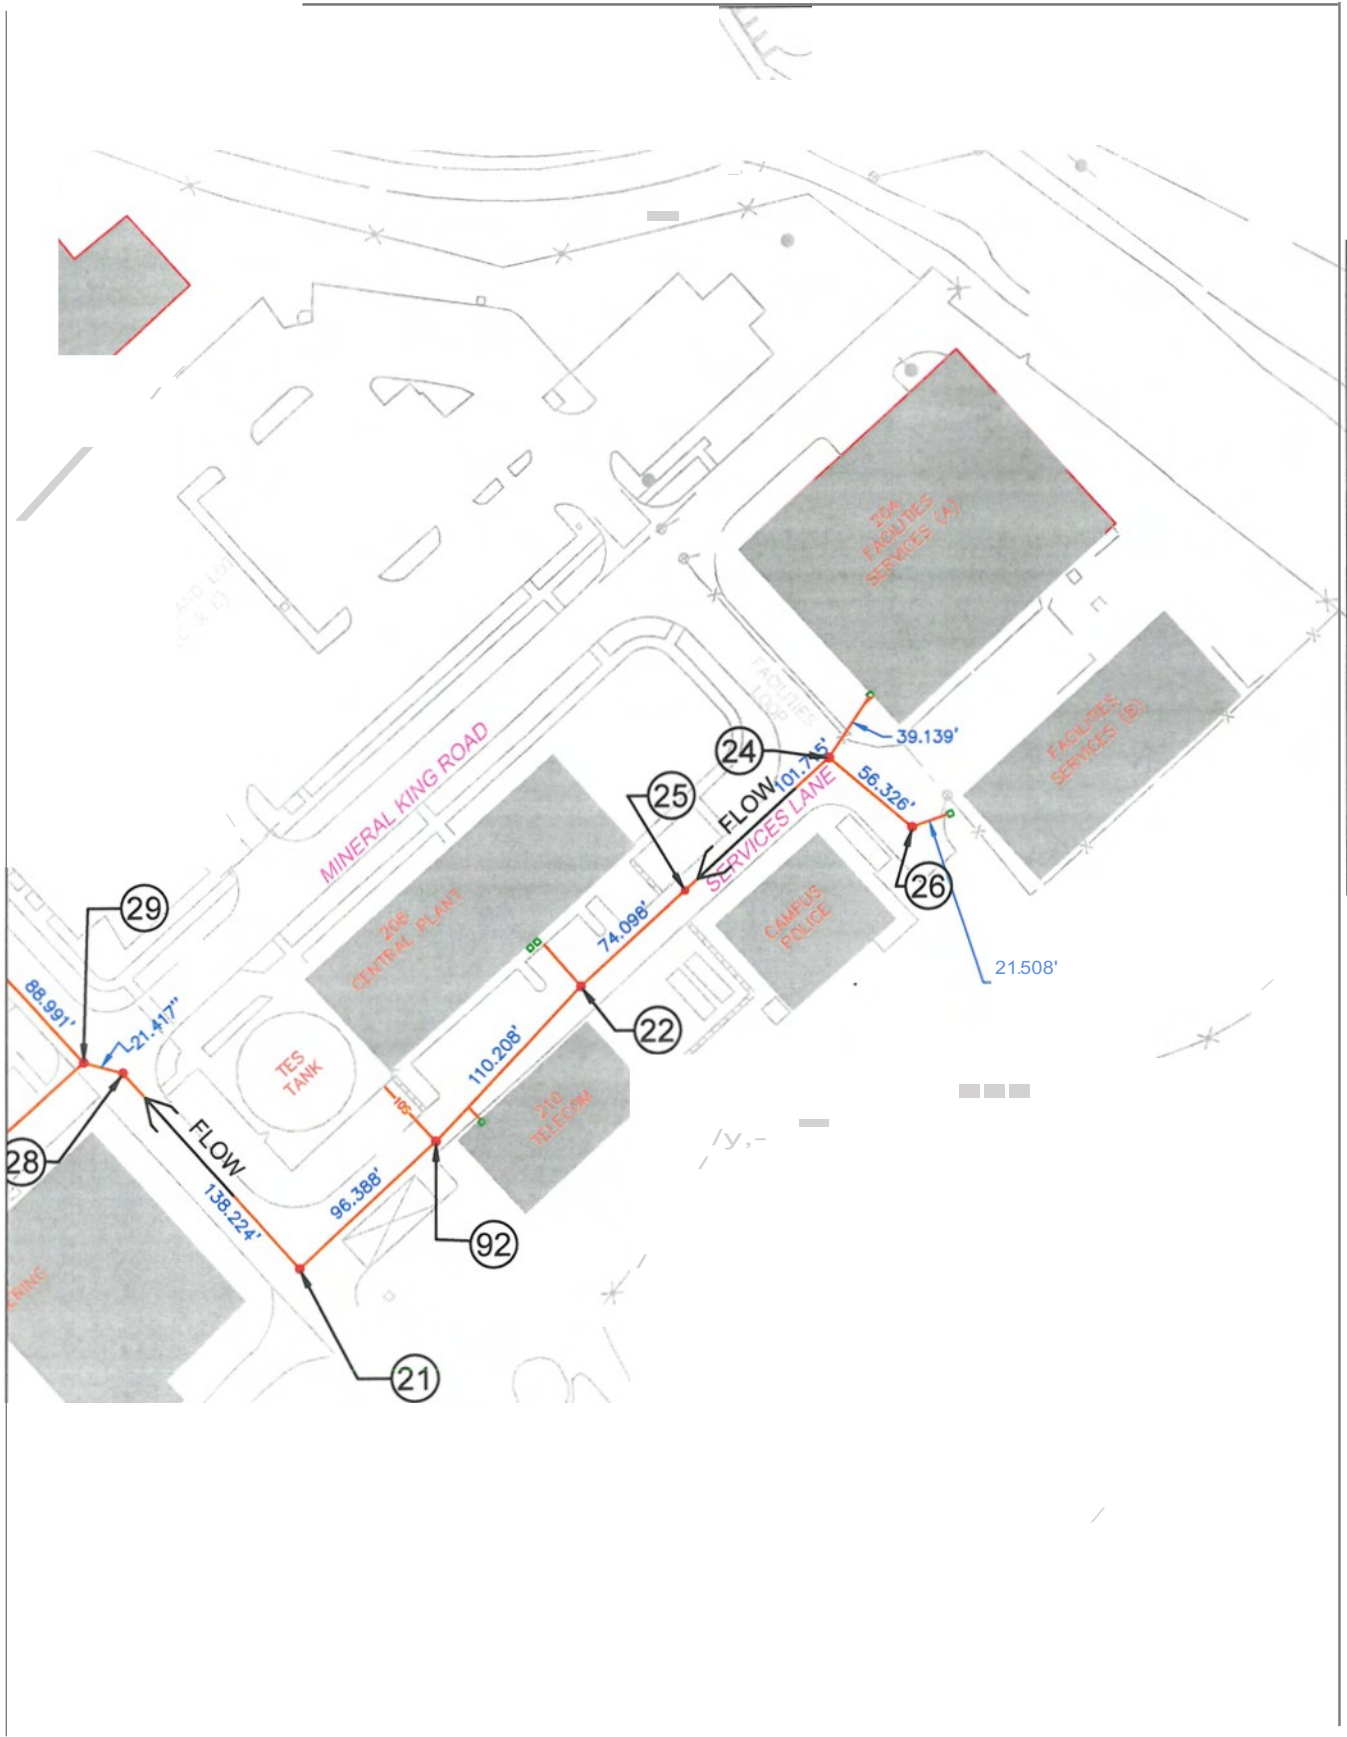 204
FACILITIES
SERVICES (A)
FACILITIES
SERVICES (B)
FACILITIES
LOOP
MINERAL KING ROAD
24
39.139'
101.745'
56.326'
25
FLOW
SERVICES LANE
26
CAMPUS
POLICE
21.508'
29
CENTRAL PLANT
74.098'
88.991'
21.417"
22
TES
TANK
110.208'
105
210
TELECOM
28
FLOW
/y,-
138.224'
96.388'
92
21